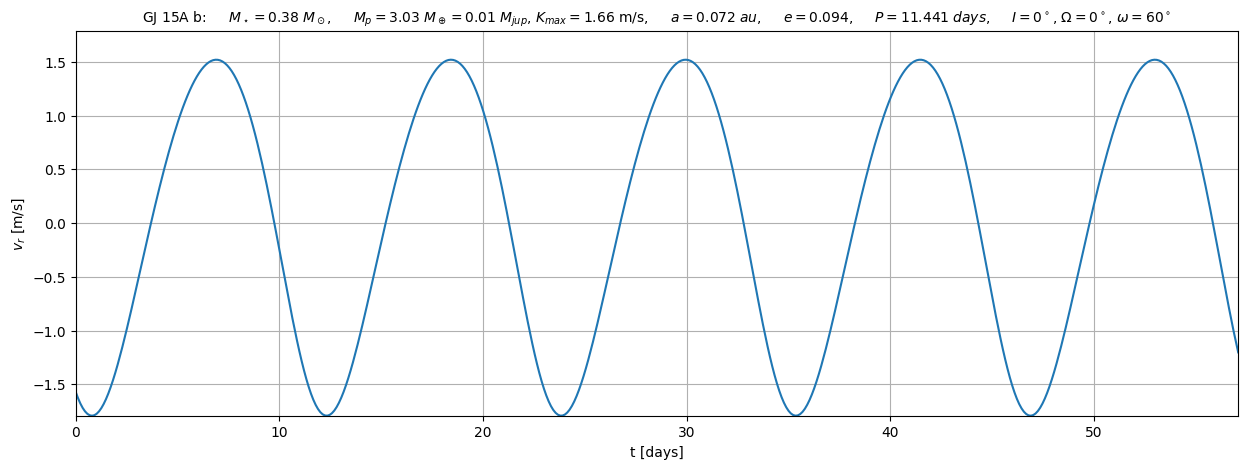 GJ 15A b: M⋆ = 0.38 M⊙, Mp = 3.03 M⊕ = 0.01 Mjup, Kmax = 1.66 m/s, a = 0.072 au, e = 0.094, P = 11.441 days, I = 0°, Ω = 0°, ω = 60°
1.5
1.0
0.5
0.0
−0.5
−1.0
−1.5
vr [m/s]
0 10 20 30 40 50
t [days]